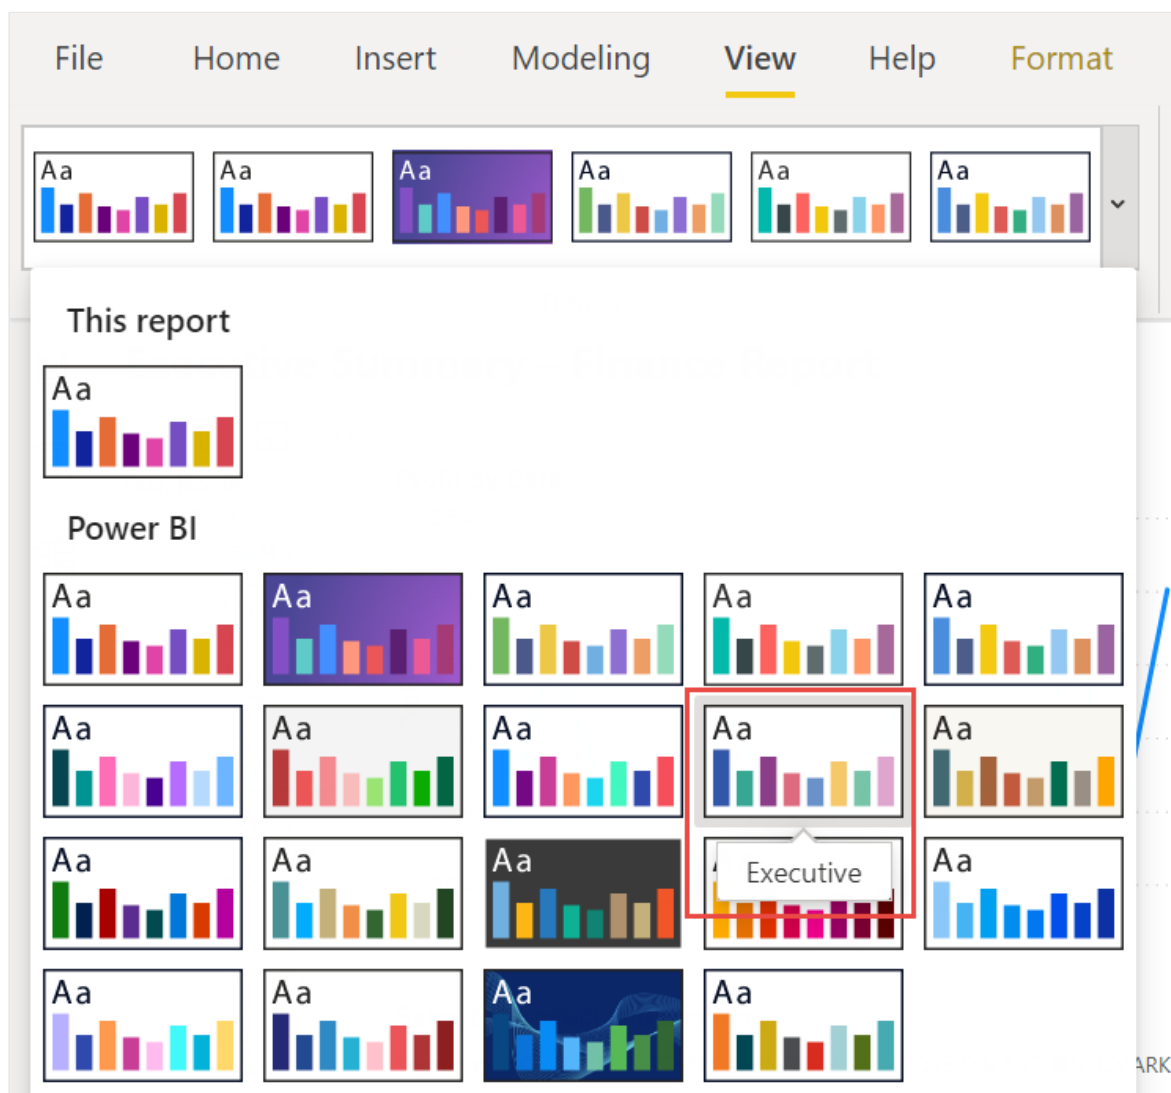 File Home Insert Modeling View Help Format
Aa Aa Aa Aa Aa Aa
This report
Aa
Power BI
Aa Aa Aa Aa Aa
Aa Aa Aa Aa Aa
Aa Aa Aa Aa
Executive
Aa Aa Aa Aa
ARK